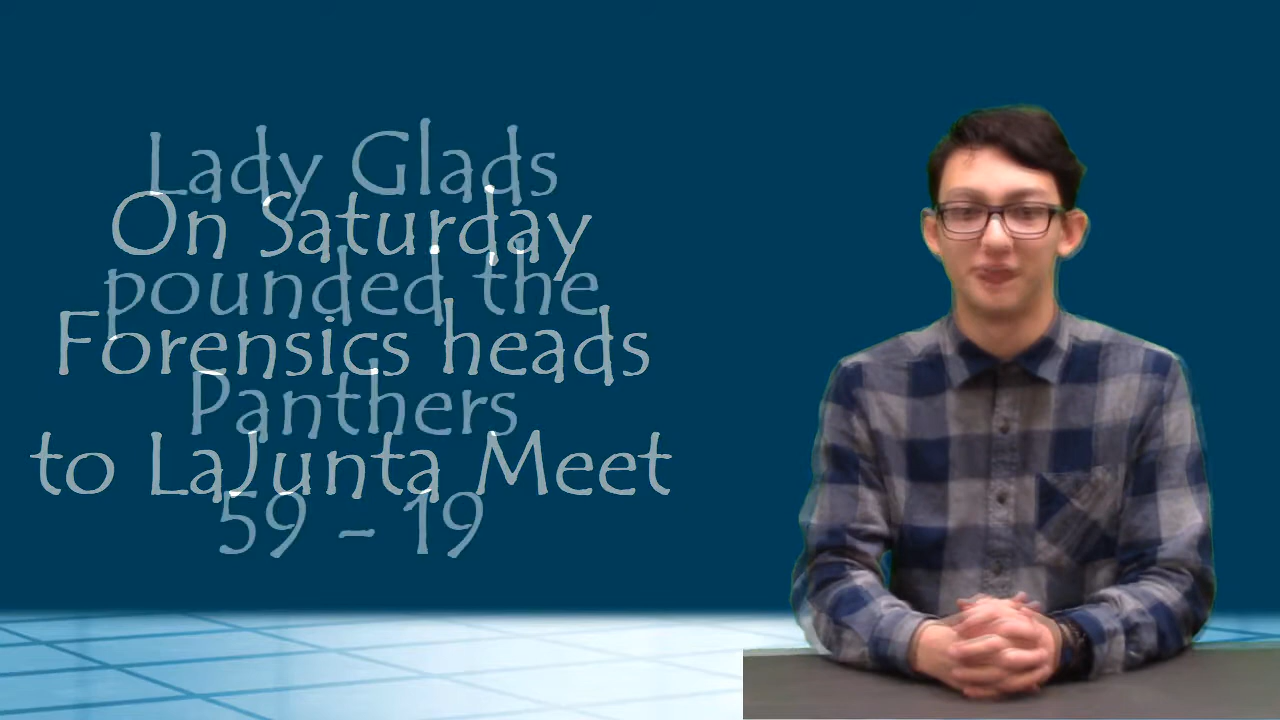 Lady Glads
On Saturday
pounded the
Forensics heads
Panthers
to LaJunta Meet
59 - 19